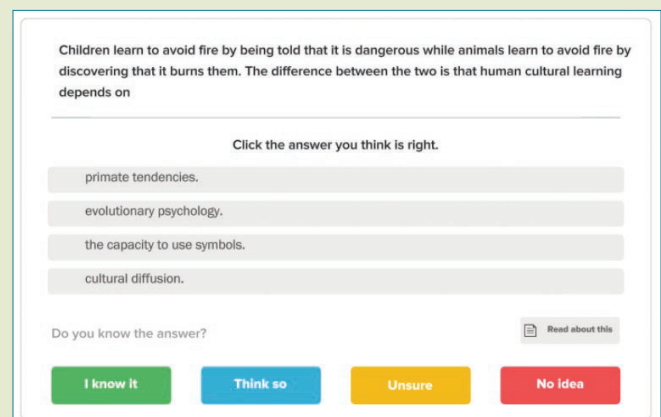 Children learn to avoid fire by being told that it is dangerous while animals learn to avoid fire by
discovering that it burns them. The difference between the two is that human cultural learning
depends on
Click the answer you think is right.
primate tendencies.
evolutionary psychology.
the capacity to use symbols.
cultural diffusion.
Do you know the answer?
Read about this
I know it
Think so
Unsure
No idea